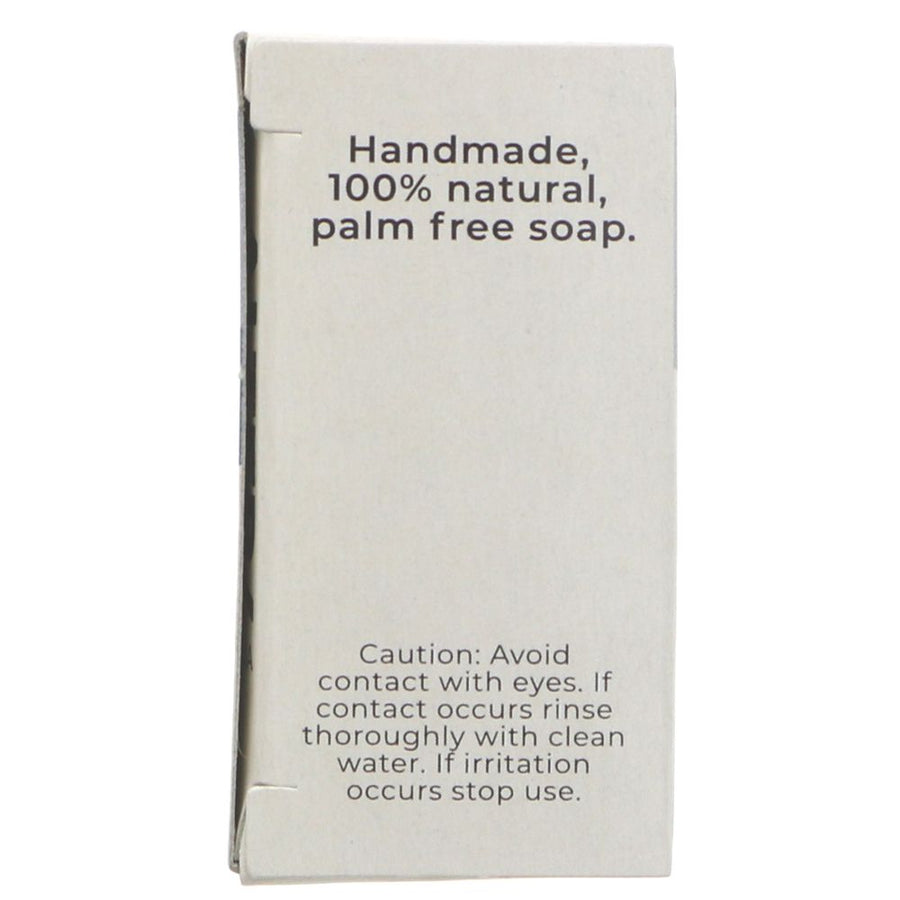 Handmade,
100% natural,
palm free soap.
Caution: Avoid
contact with eyes. If
contact occurs rinse
thoroughly with clean
water. If irritation
occurs stop use.